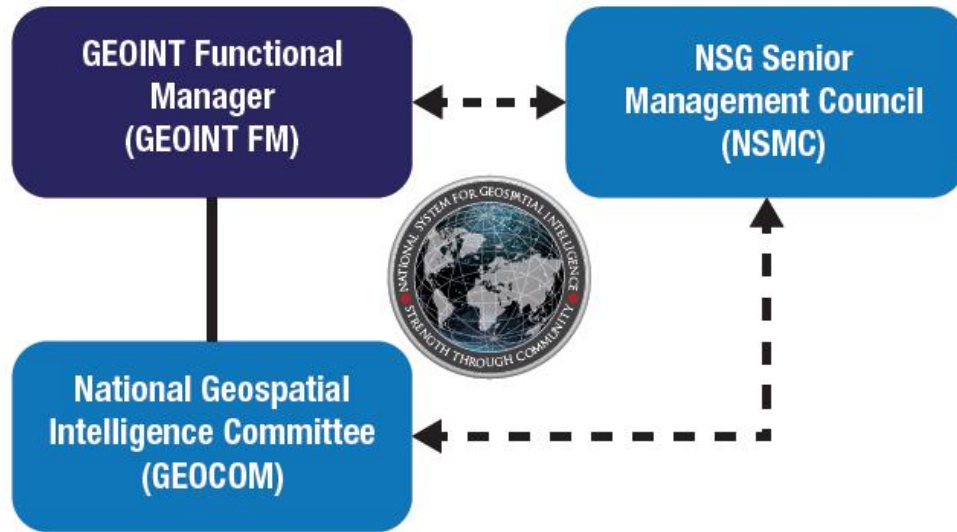 GEOINT Functional
Manager
(GEOINT FM)
NSG Senior
Management Council
(NSMC)
NATIONAL SYSTEM FOR GEOSPATIAL INTELLIGENCE
STRENGTH THROUGH COMMUNITY
National Geospatial
Intelligence Committee
(GEOCOM)